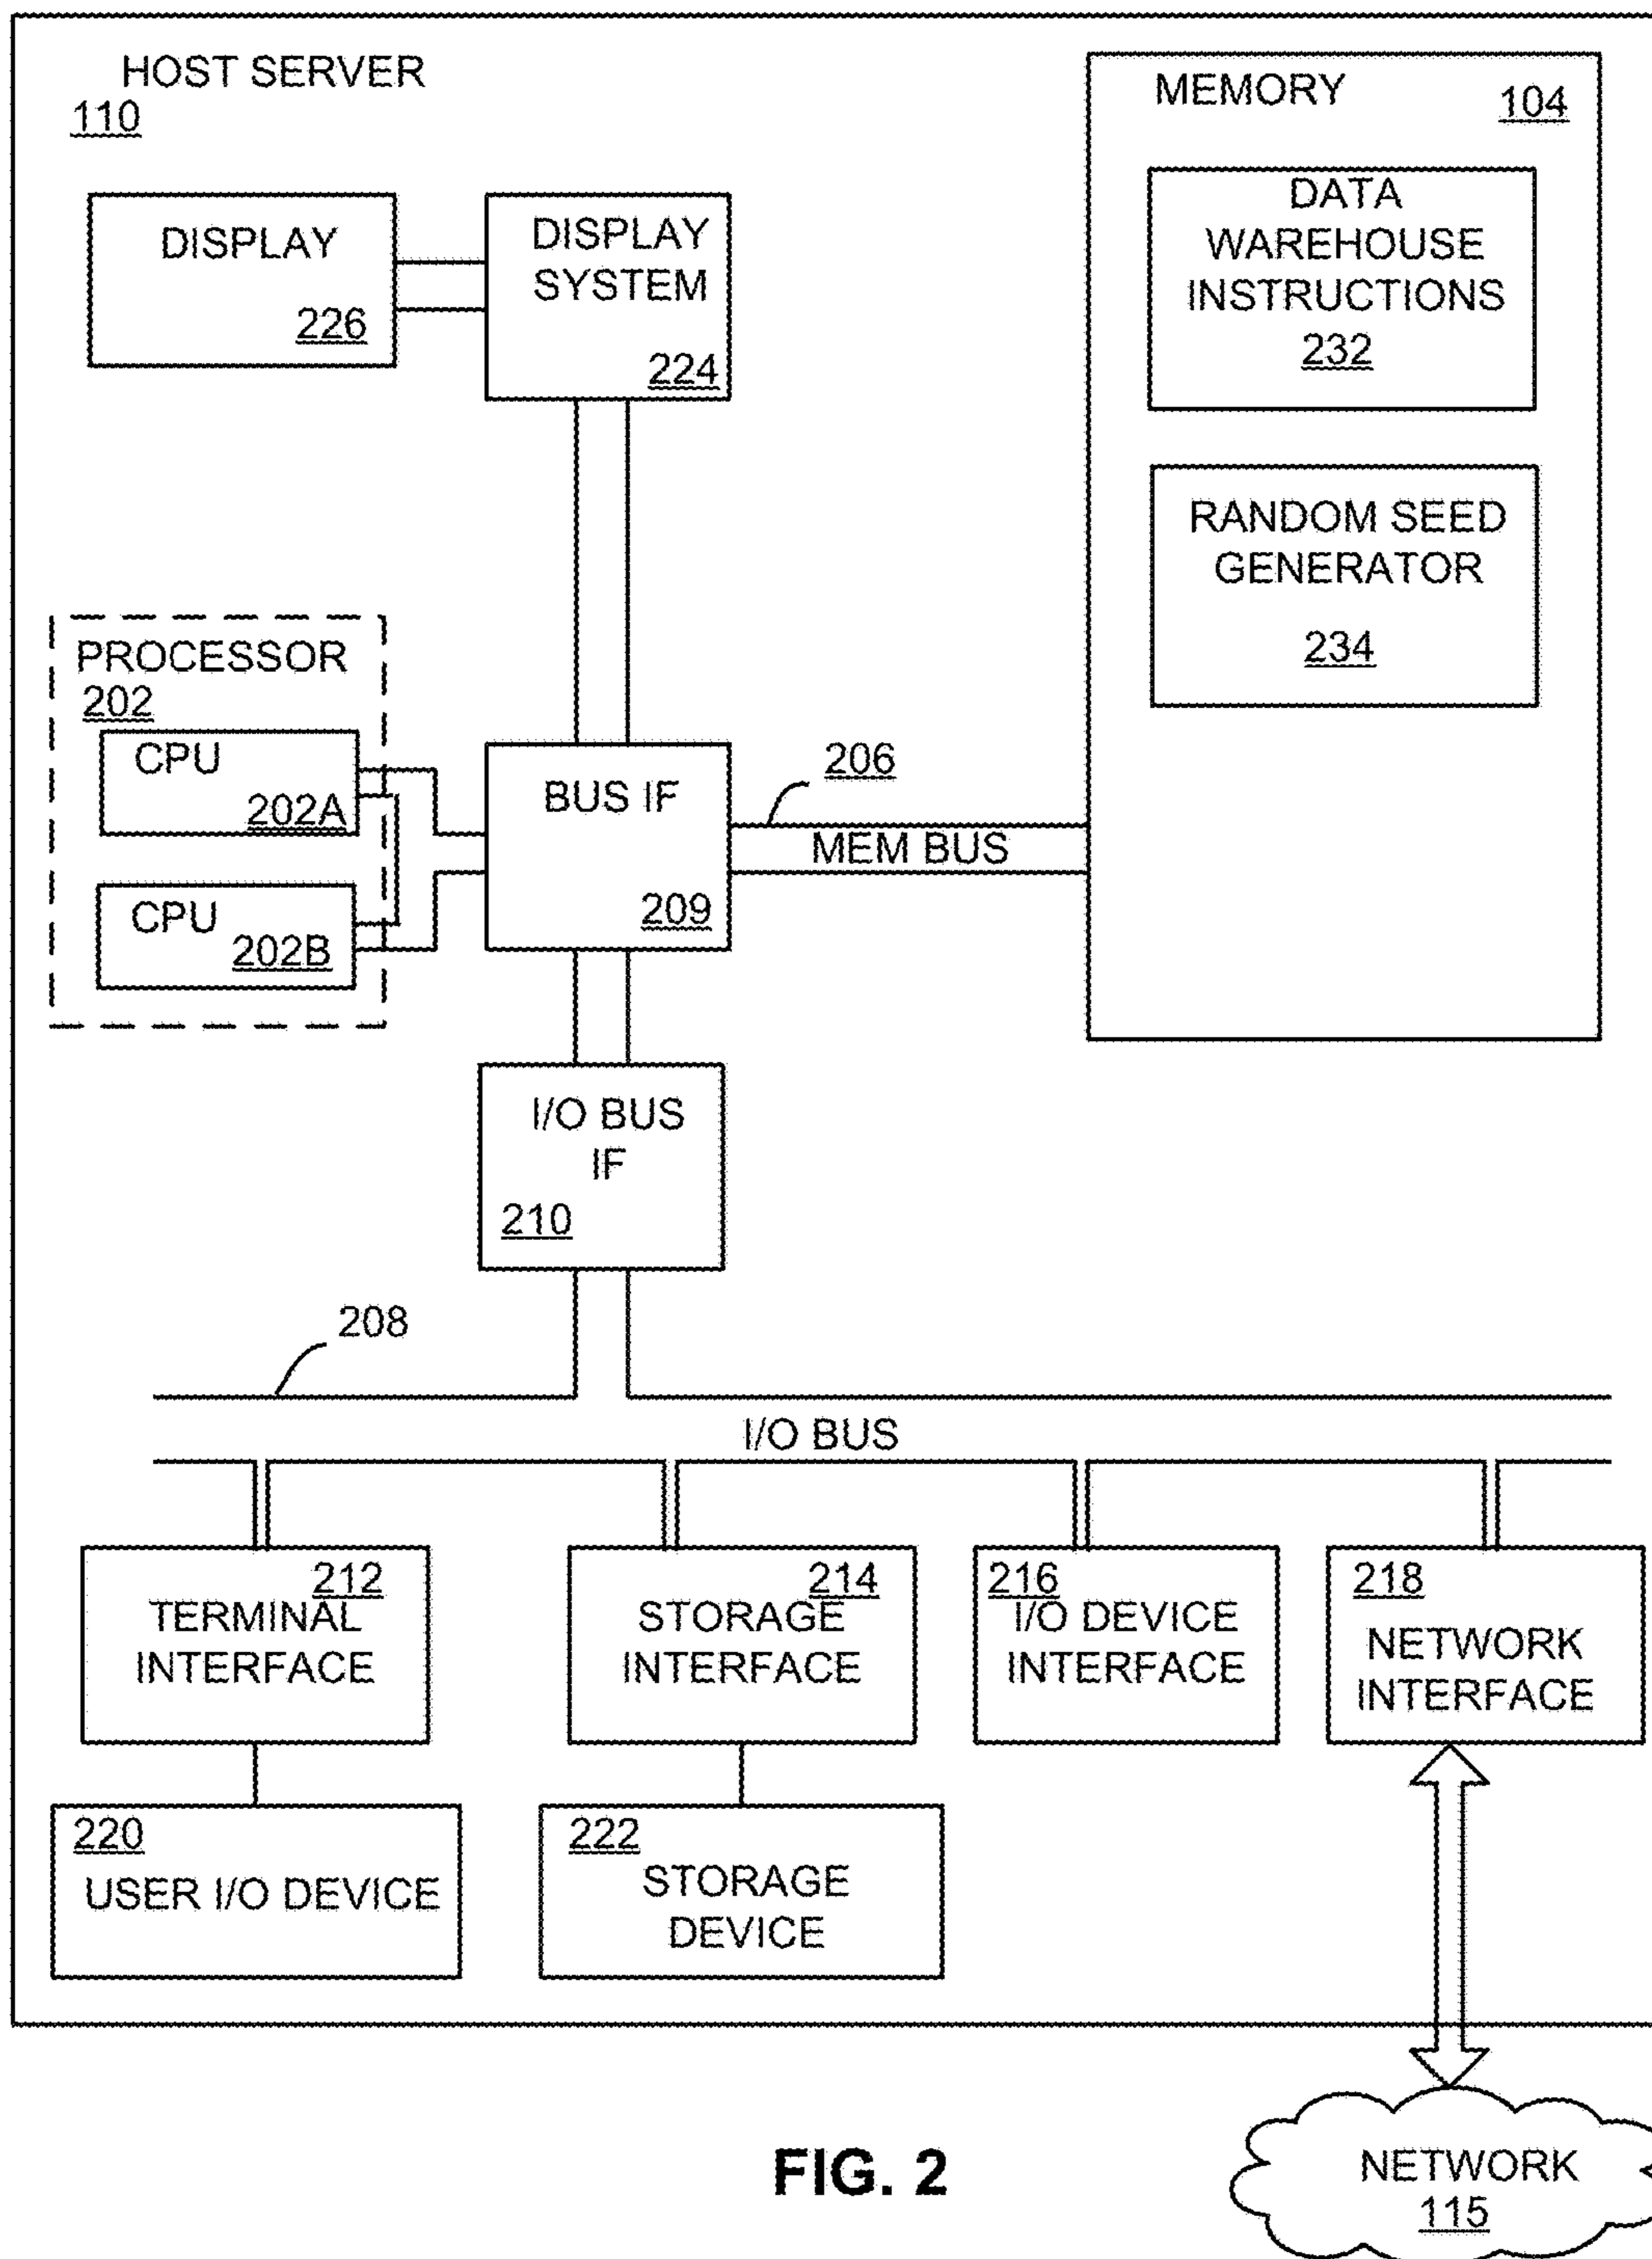 HOST SERVER
110
MEMORY
104
DISPLAY
226
DISPLAY
SYSTEM
224
DATA
WAREHOUSE
INSTRUCTIONS
232
RANDOM SEED
GENERATOR
234
PROCESSOR
202
CPU
202A
CPU
202B
BUS IF
209
206
MEM BUS
I/O BUS
IF
210
208
I/O BUS
212
TERMINAL
INTERFACE
214
STORAGE
INTERFACE
216
I/O DEVICE
INTERFACE
218
NETWORK
INTERFACE
220
USER I/O DEVICE
222
STORAGE
DEVICE
NETWORK
115
FIG. 2